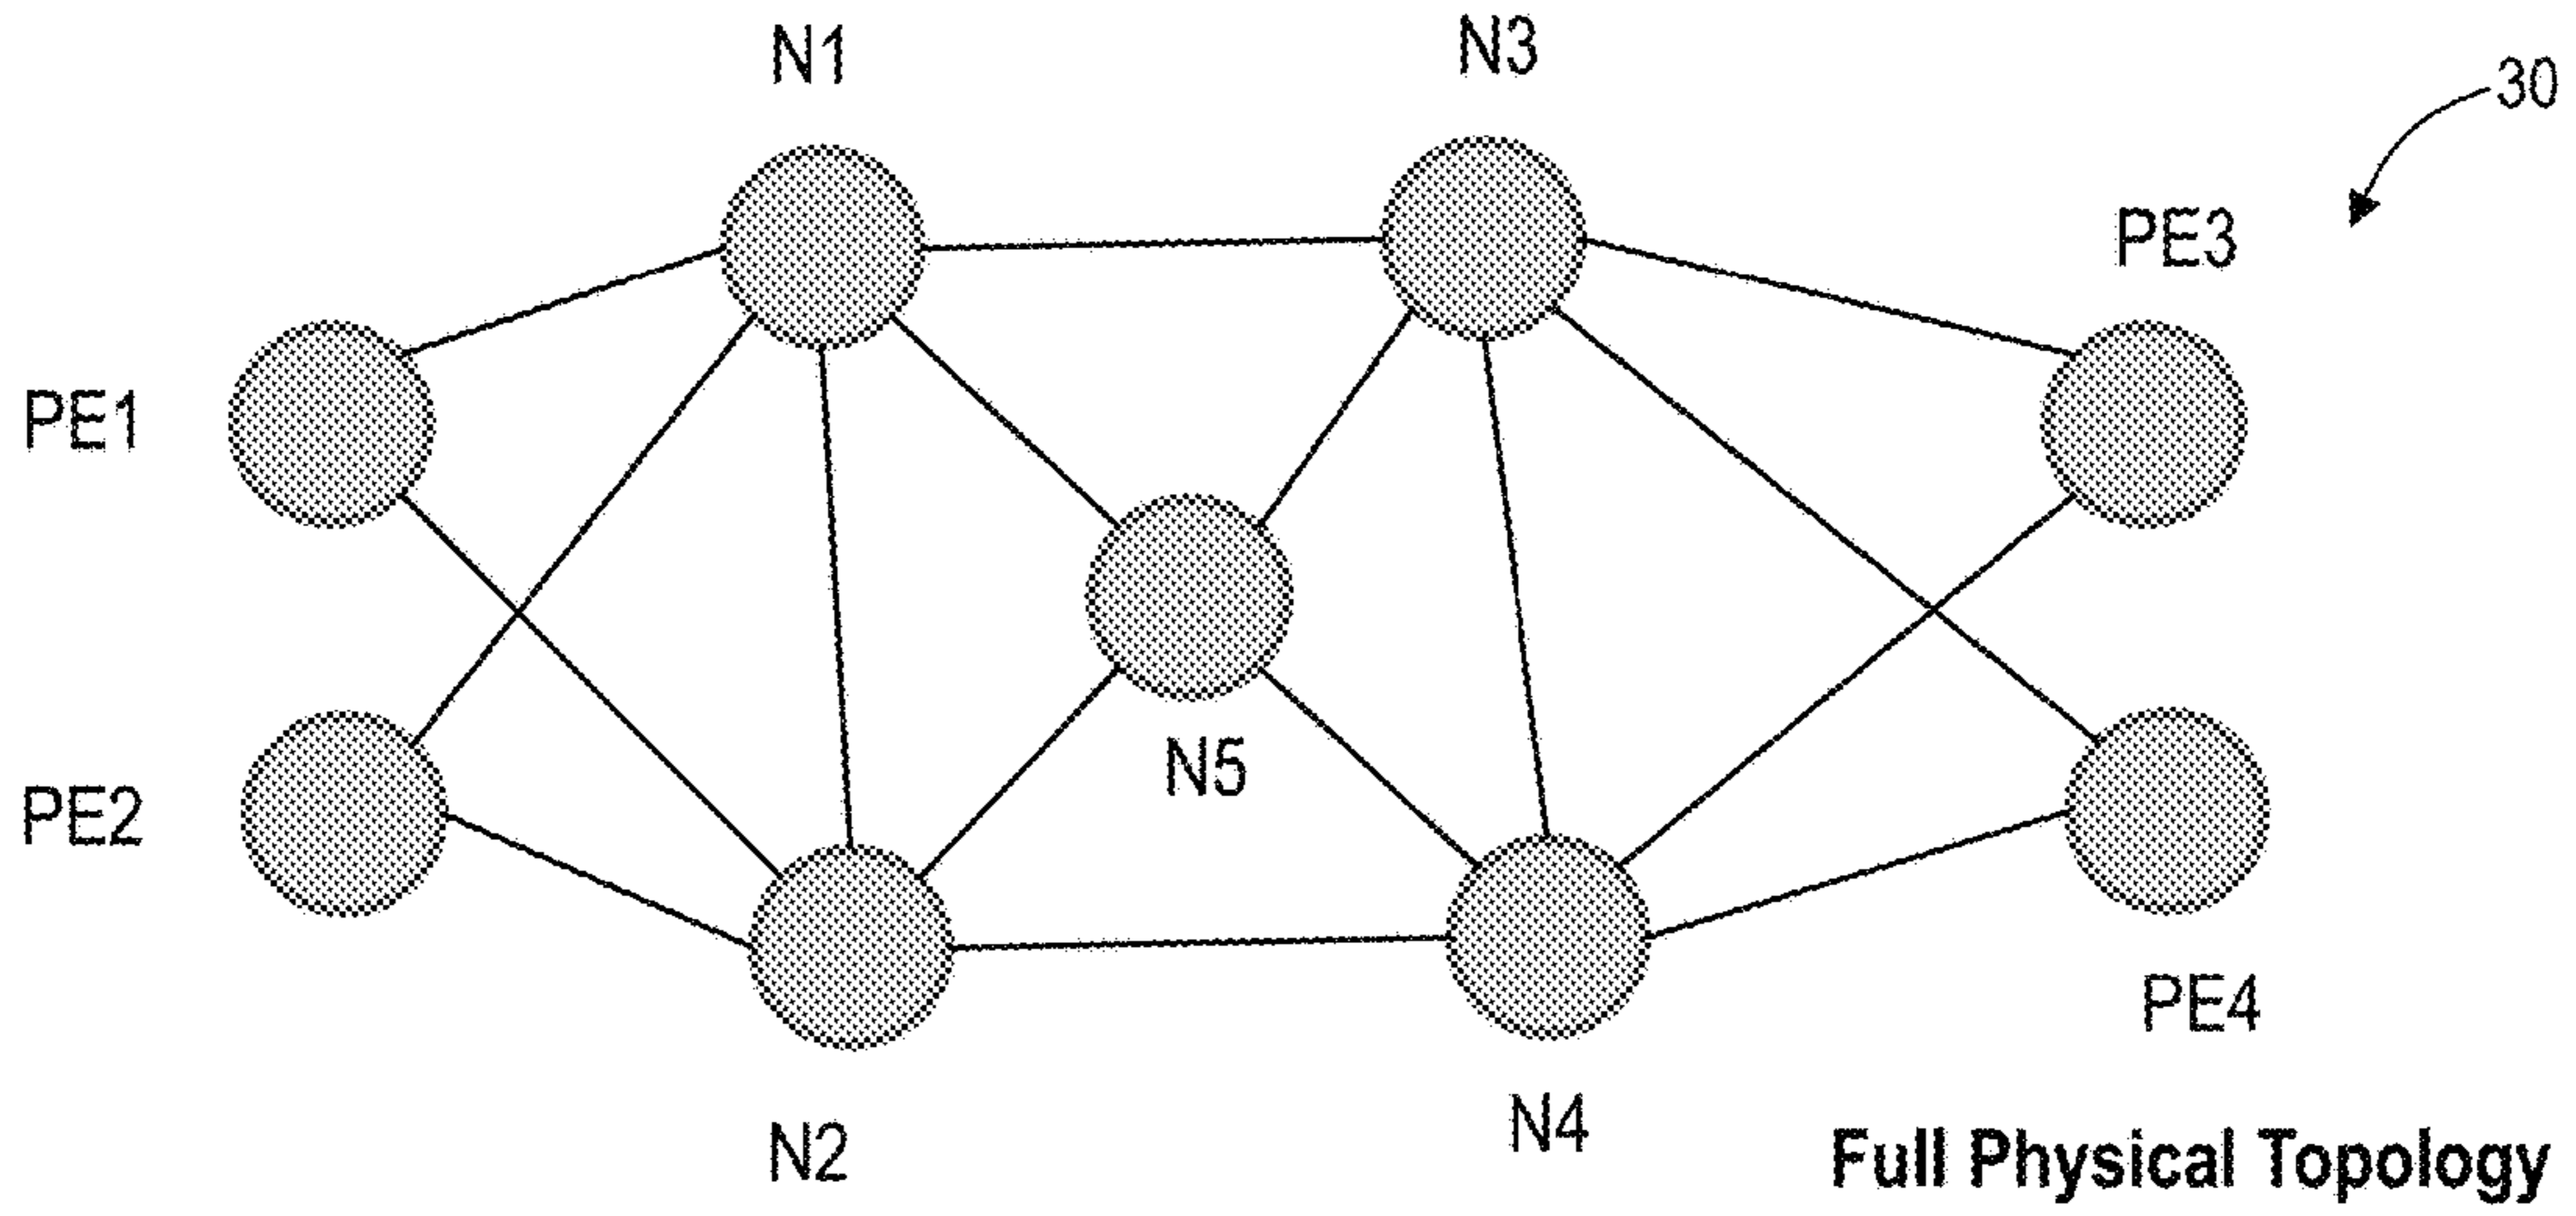 N1
N3
30
PE3
PE1
N5
PE2
PE4
N4
N2
Full Physical Topology